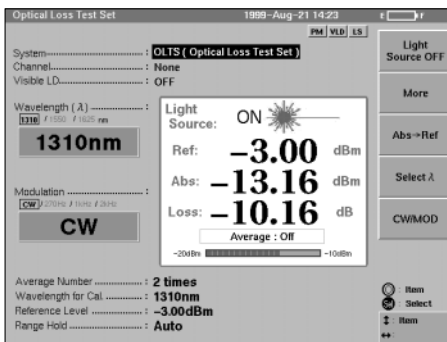 Optical Loss Test Set 1999-Aug-21 14:23
PM VLD LS
System : OLTS ( Optical Loss Test Set )
Channel : None
Visible LD : OFF
Wavelength ( λ ) :
1310 / 1550 / 1625 nm
1310nm
Modulation :
CW / 270Hz / 1kHz / 2kHz
CW
Light Source: ON
Ref: −3.00 dBm
Abs: −13.16 dBm
Loss: −10.16 dB
Average : Off
−20dBm −10dBm
Average Number : 2 times
Wavelength for Cal. : 1310nm
Reference Level : −3.00dBm
Range Hold : Auto
Light Source OFF
More
Abs→Ref
Select λ
CW/MOD
: Item
SW : Select
↕ : Item
↔ :